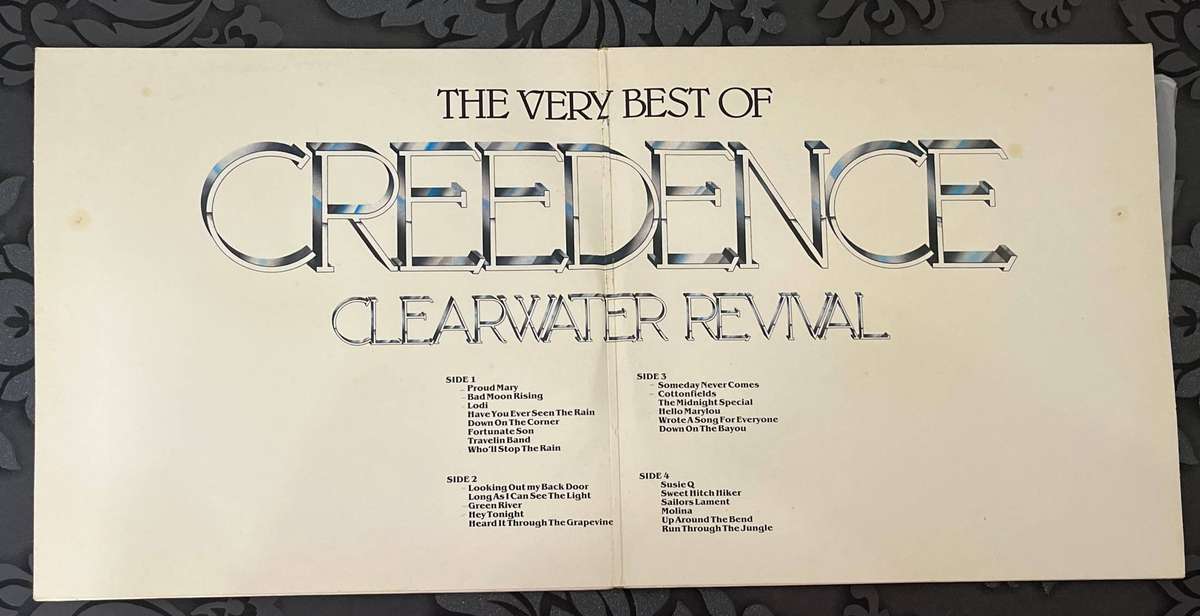 THE VERY BEST OF
CREEDENCE
CLEARWATER REVIVAL
SIDE 1
Proud Mary
Bad Moon Rising
Lodi
Have You Ever Seen The Rain
Down On The Corner
Fortunate Son
Travelin Band
Who'll Stop The Rain
SIDE 2
Looking Out my Back Door
Long As I Can See The Light
Green River
Hey Tonight
Heard It Through The Grapevine
SIDE 3
Someday Never Comes
Cottonfields
The Midnight Special
Hello Marylou
Wrote A Song For Everyone
Down On The Bayou
SIDE 4
Susie Q
Sweet Hitch Hiker
Sailors Lament
Molina
Up Around The Bend
Run Through The Jungle